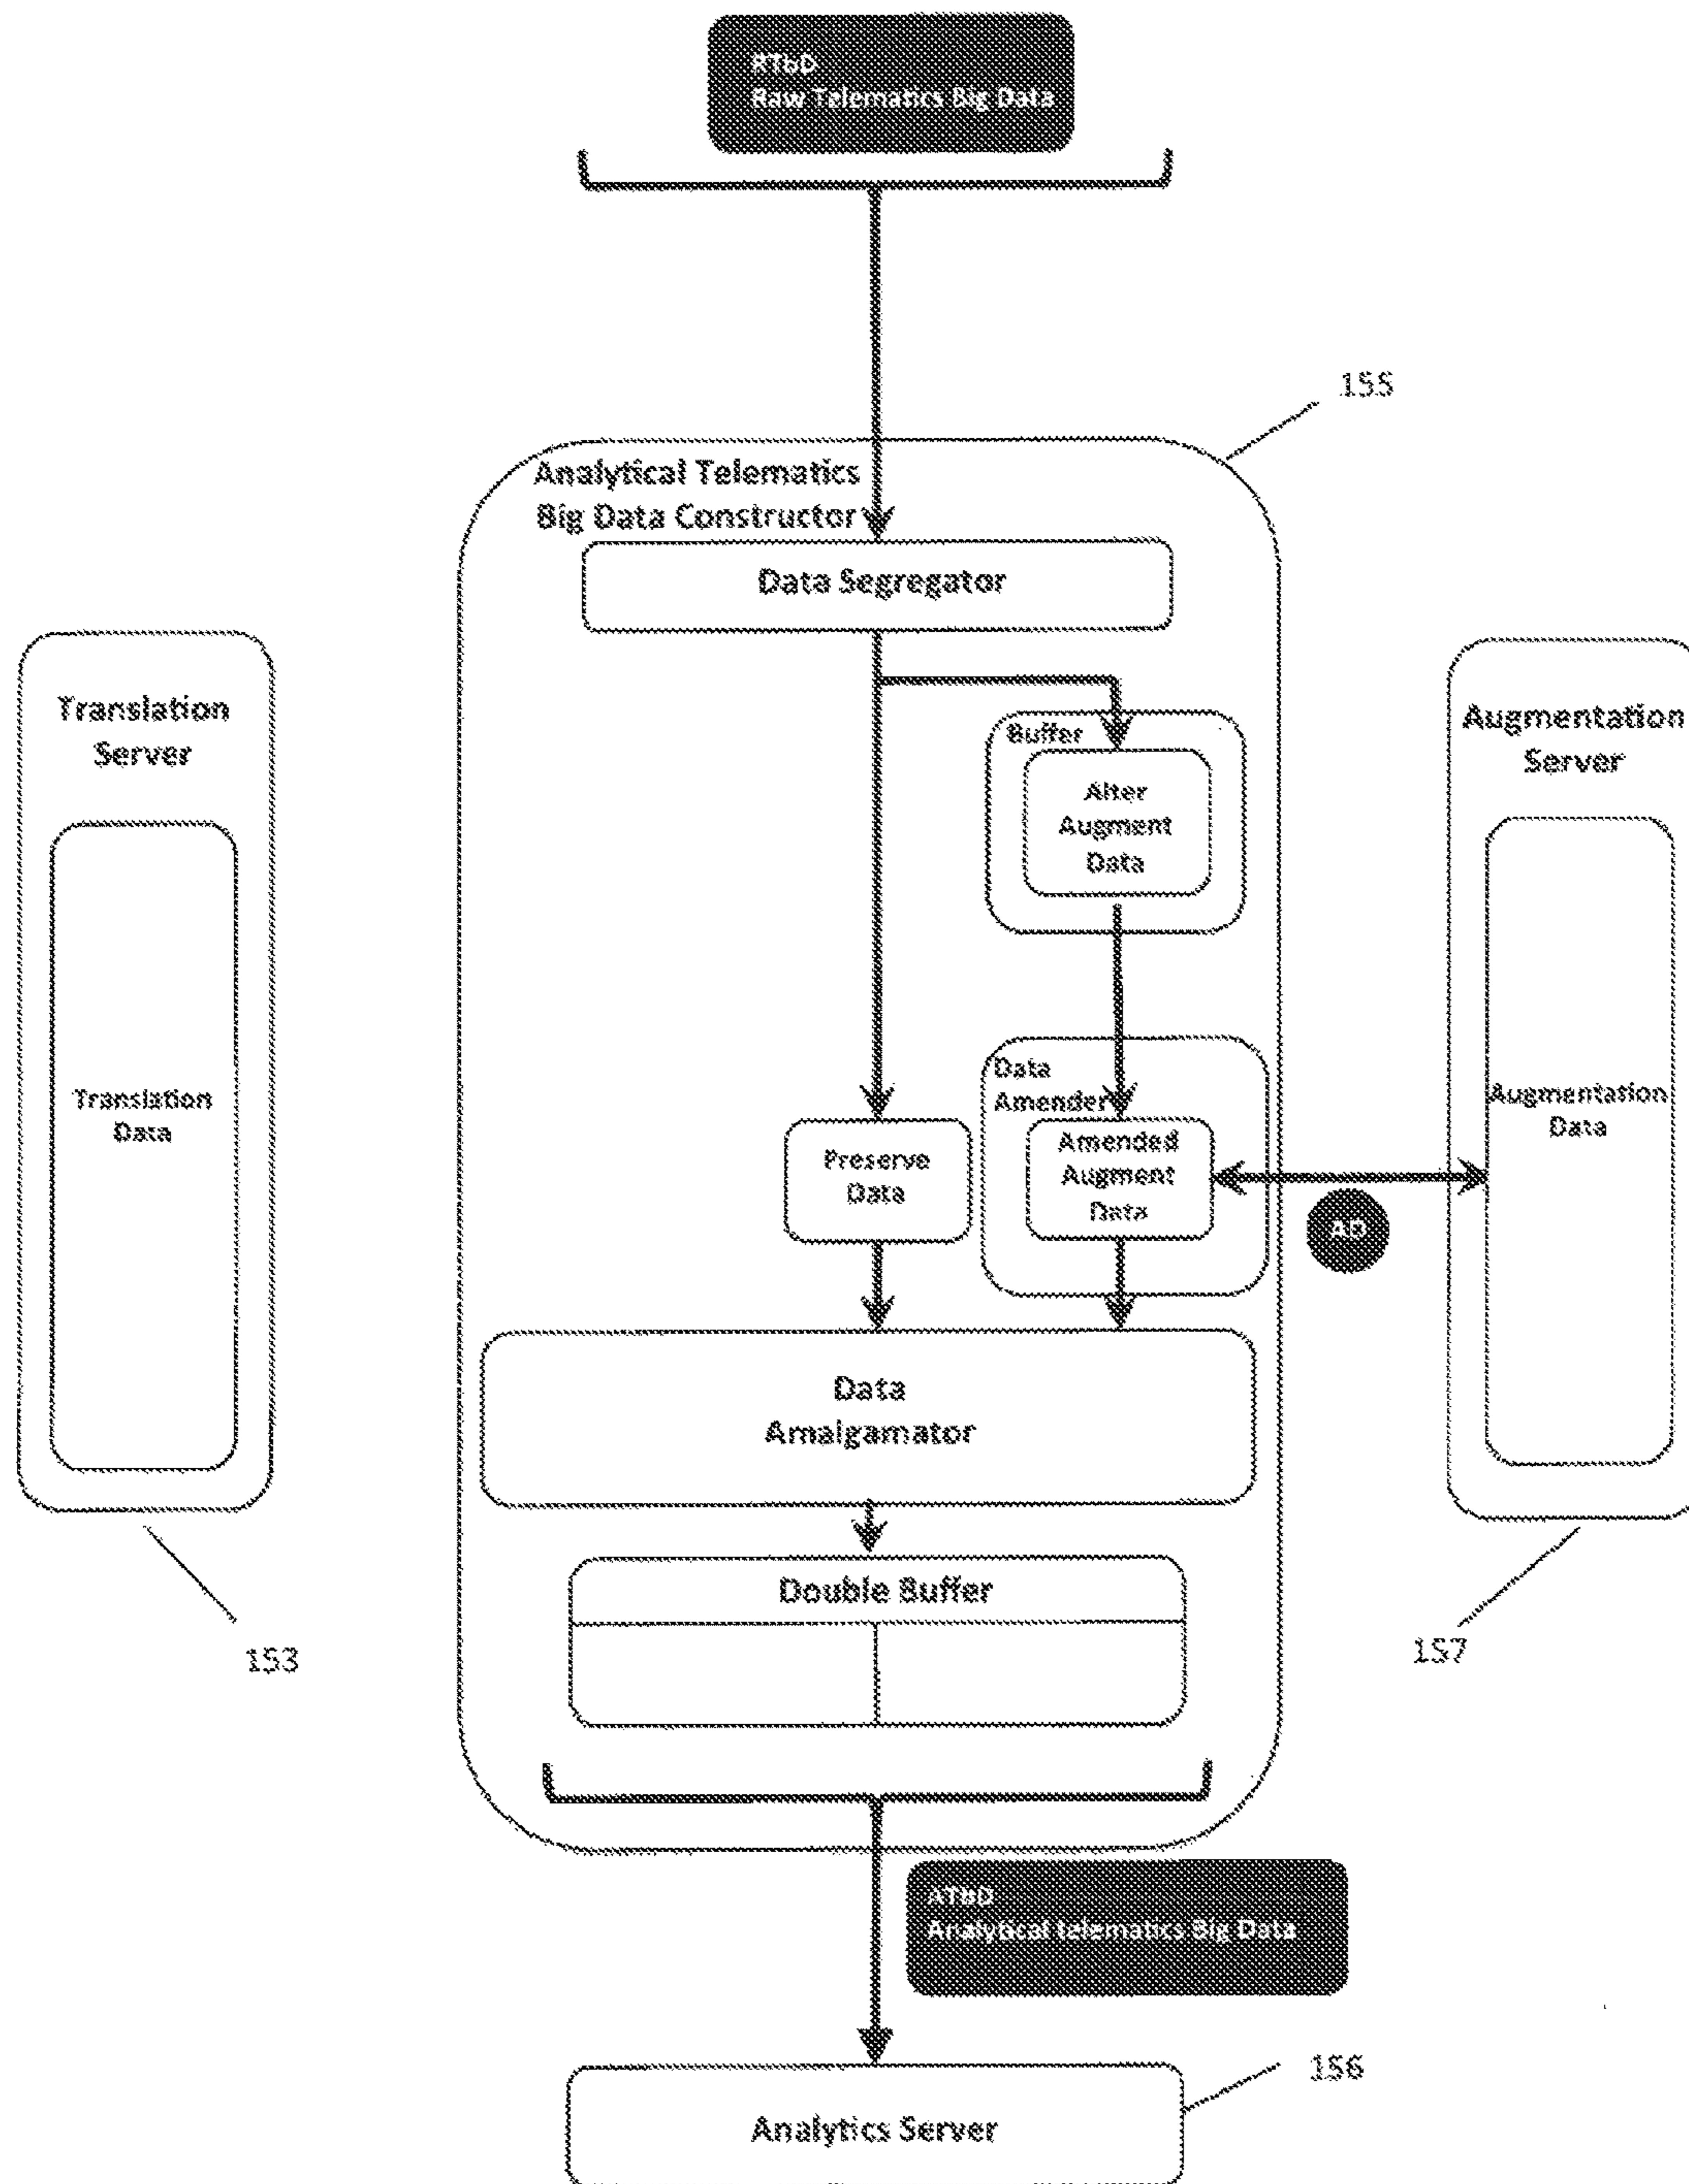 RTbD
Raw Telematics Big Data
155
Analytical Telematics
Big Data Constructor
Data Segregator
Translation
Server
Buffer
Augmentation
Server
Alter
Augment
Data
Translation
Data
Data
Amender
Preserve
Data
Amended
Augment
Data
Augmentation
Data
AD
Data
Amalgamator
Double Buffer
153
157
ATbD
Analytical telematics Big Data
156
Analytics Server